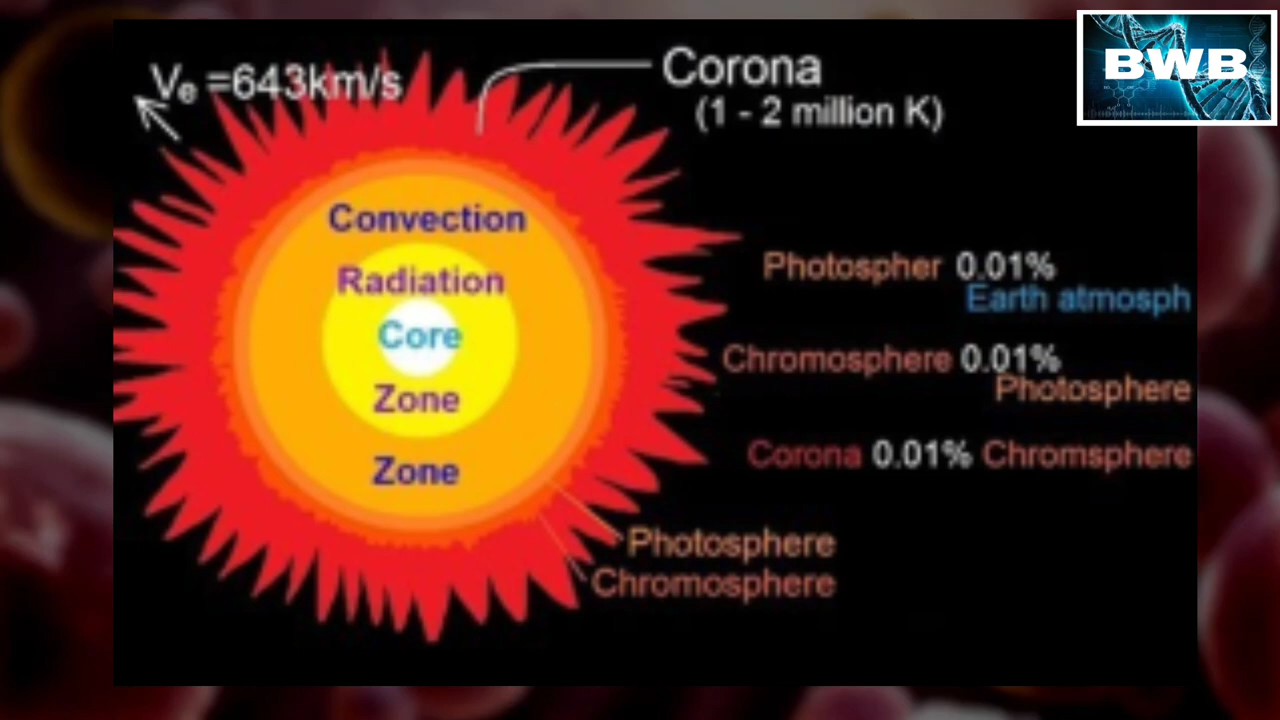 BWB
Ve =643km/s
Corona
(1 - 2 million K)
Convection
Radiation
Core
Zone
Zone
Photospher 0.01%
Earth atmosph
Chromosphere 0.01%
Photosphere
Corona 0.01% Chromsphere
Photosphere
Chromosphere